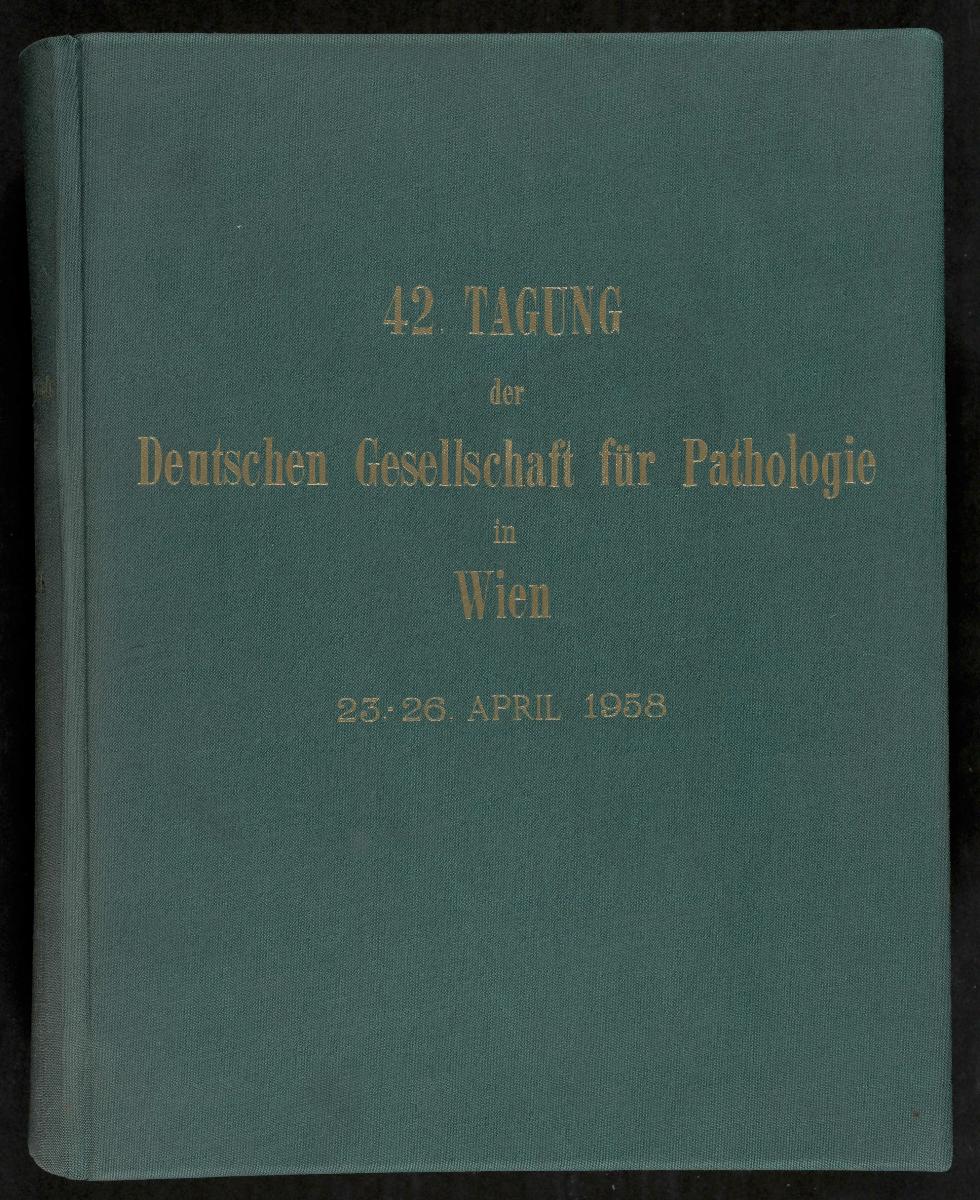 42. TAGUNG
der
Deutschen Gesellschaft für Pathologie
in
Wien
23.-26. APRIL 1958